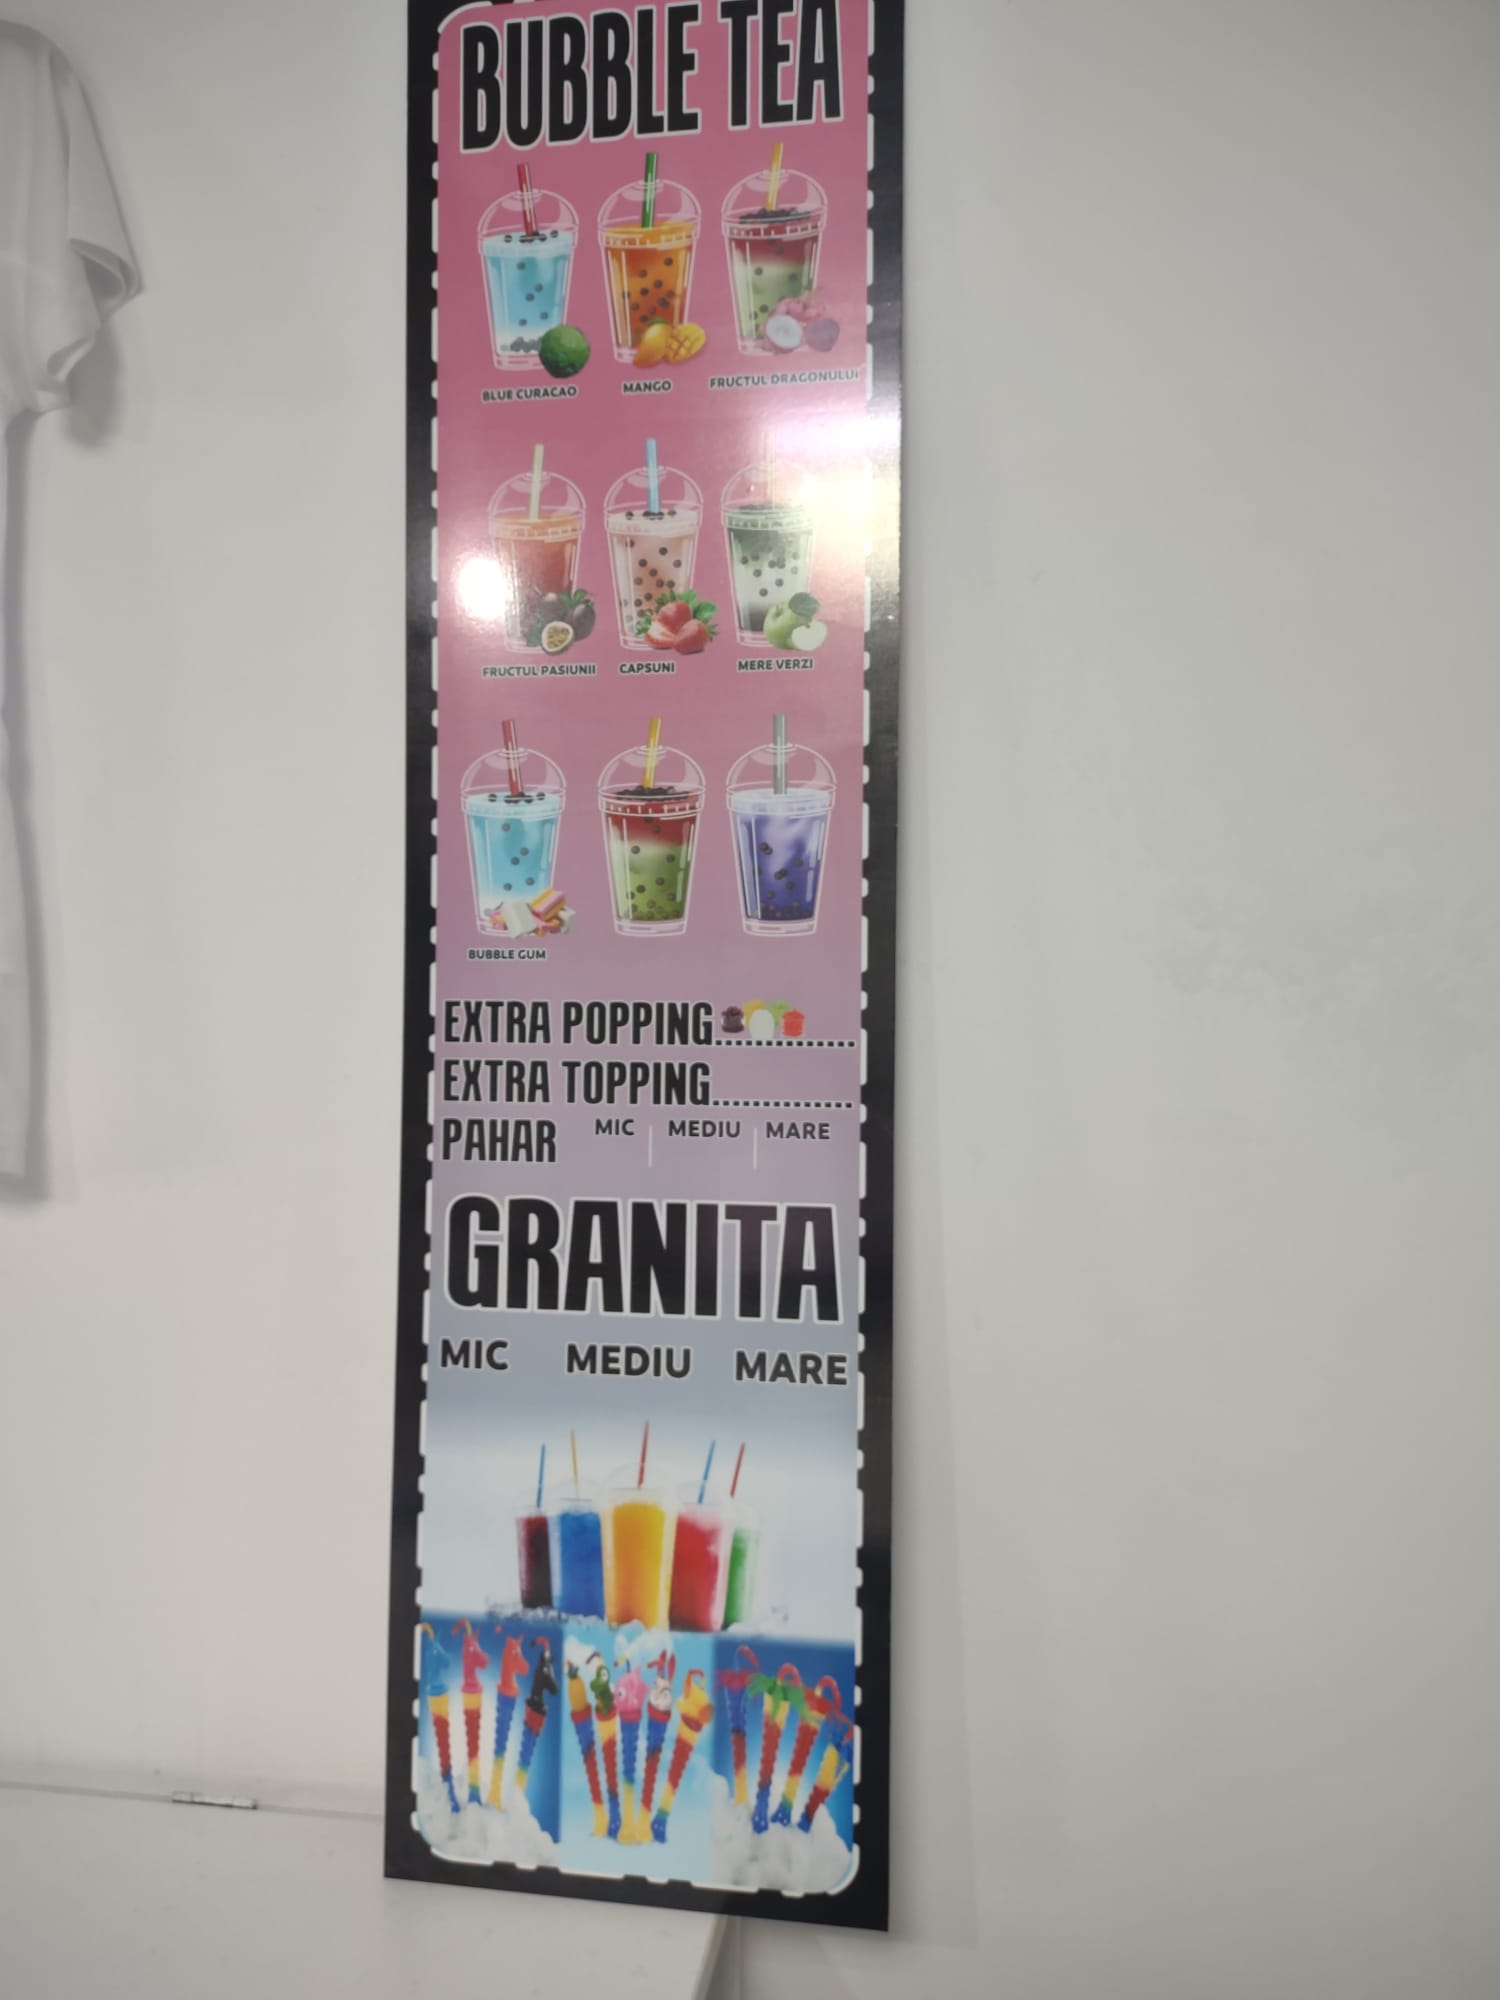 BUBBLE TEA
BLUE CURACAO MANGO FRUCTUL DRAGONULUI
FRUCTUL PASIUNII CAPSUNI MERE VERZI
BUBBLE GUM
EXTRA POPPING..............
EXTRA TOPPING..............
PAHAR MIC MEDIU MARE
GRANITA
MIC MEDIU MARE